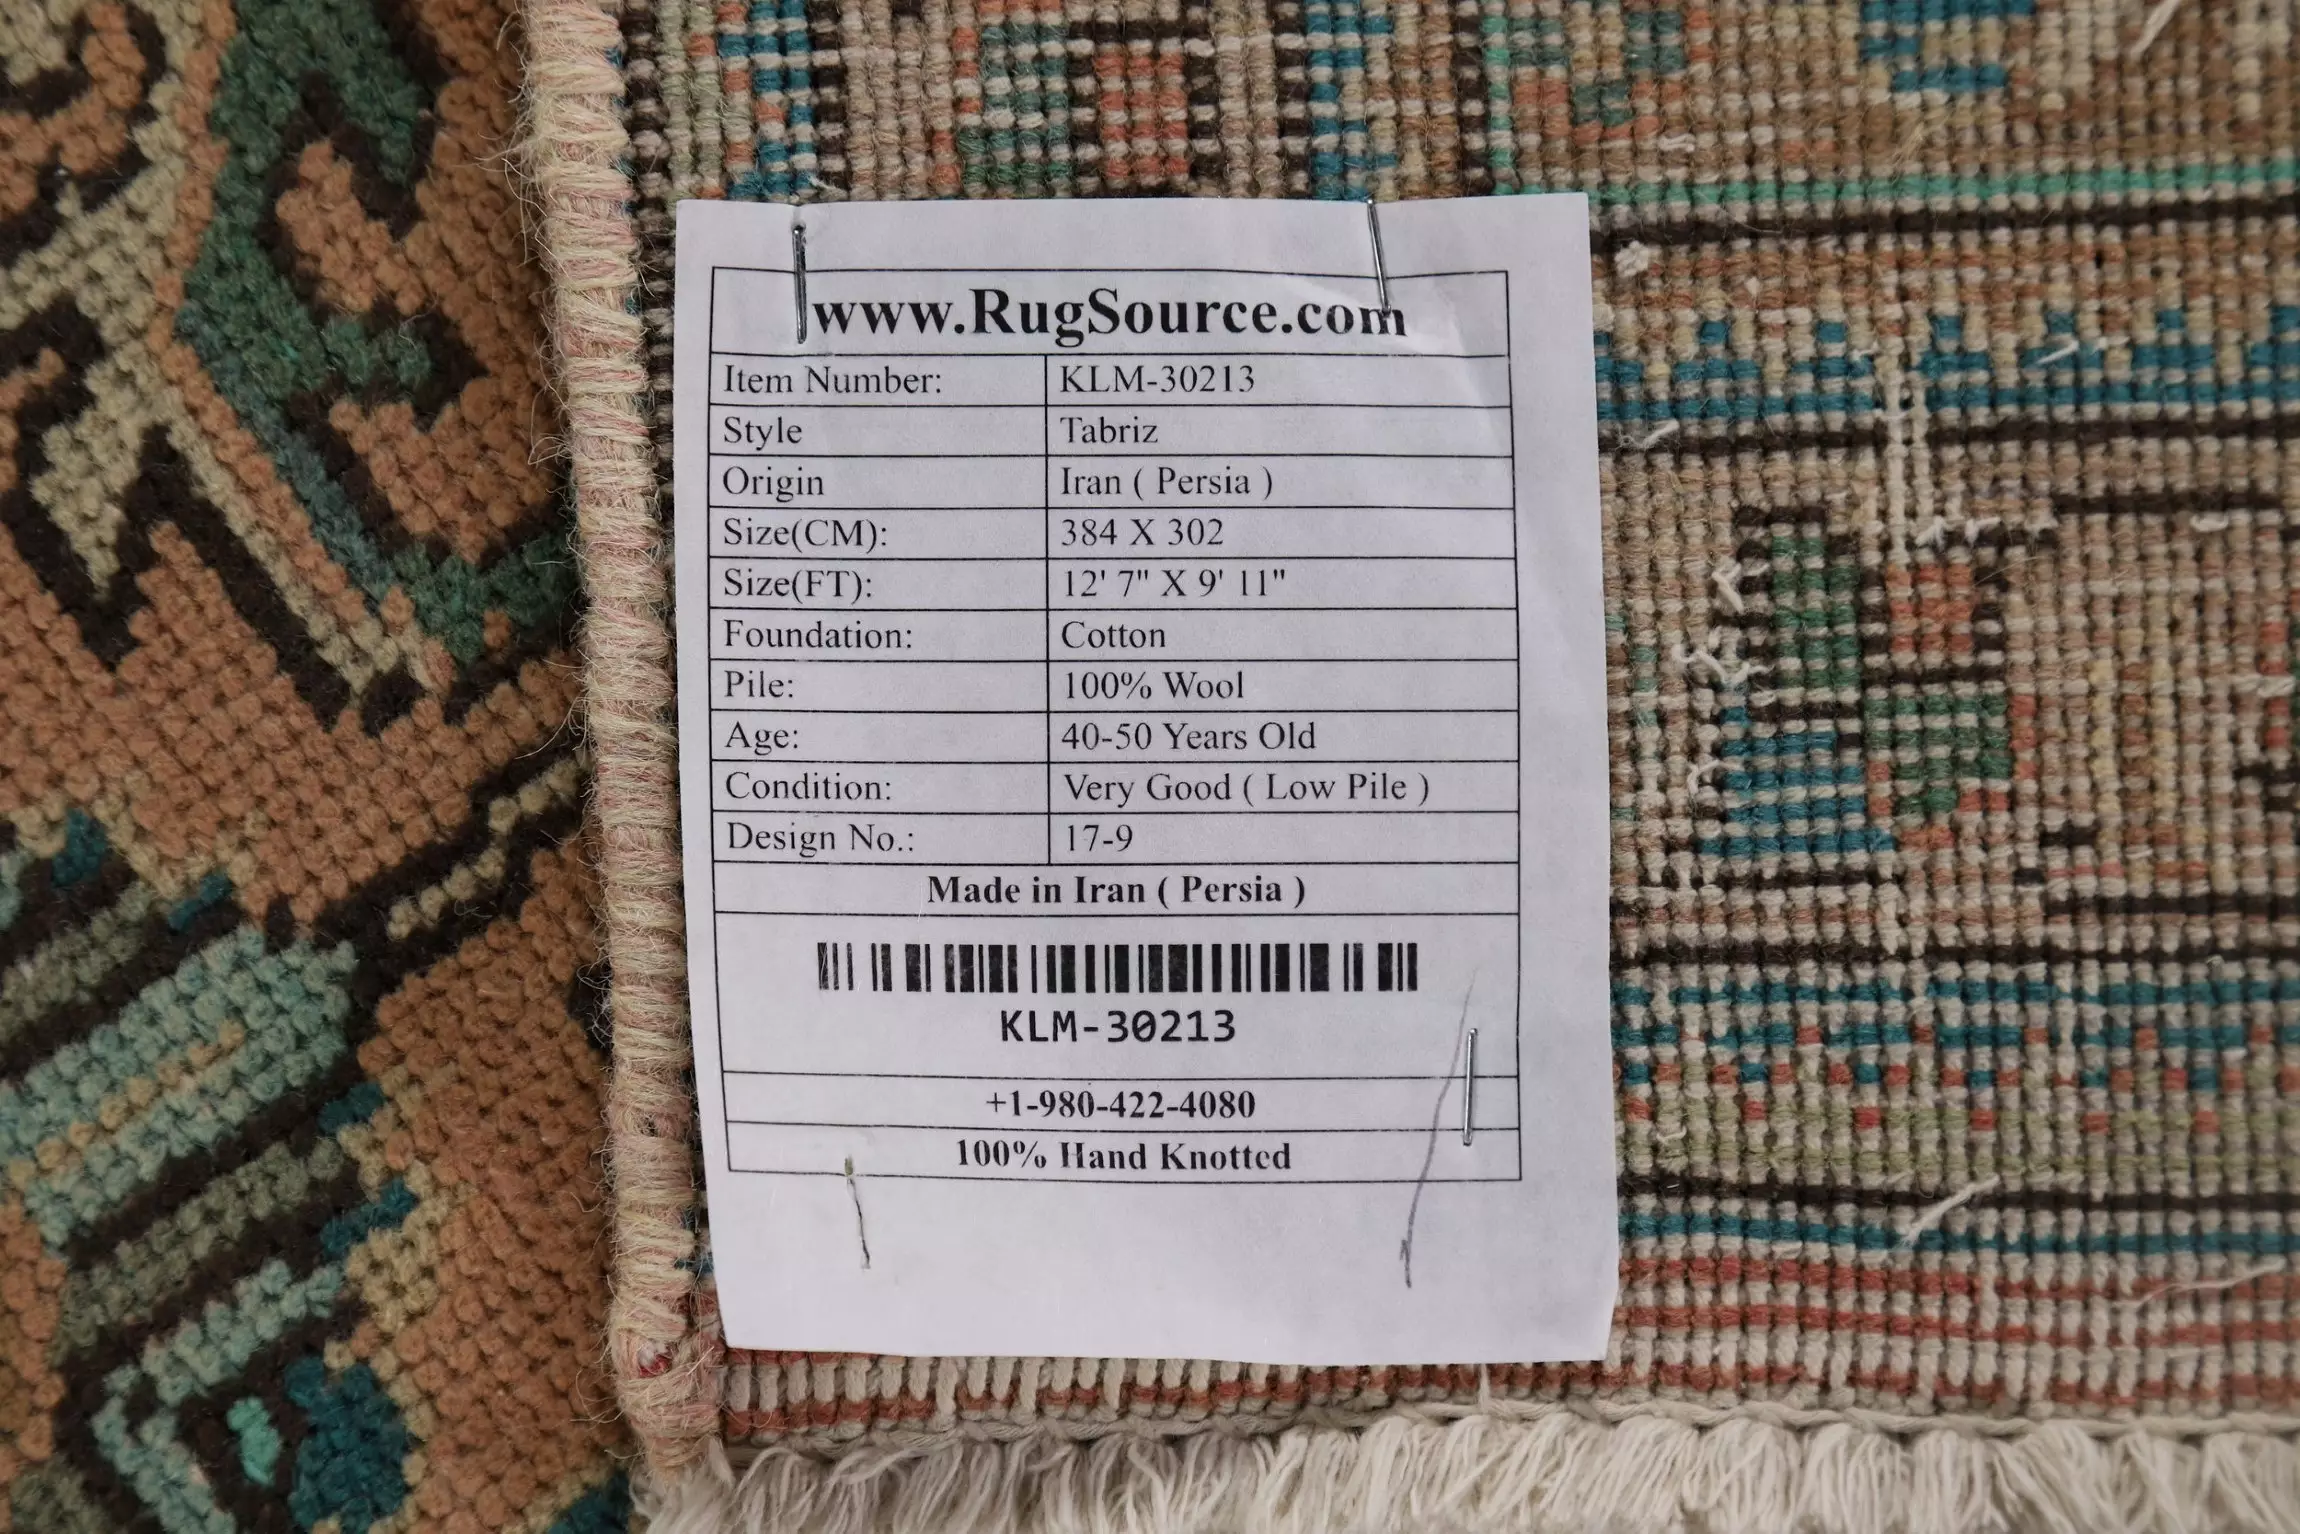 www.RugSource.com
Item Number: KLM-30213
Style Tabriz
Origin Iran ( Persia )
Size(CM): 384 X 302
Size(FT): 12' 7" X 9' 11"
Foundation: Cotton
Pile: 100% Wool
Age: 40-50 Years Old
Condition: Very Good ( Low Pile )
Design No.: 17-9
Made in Iran ( Persia )
KLM-30213
+1-980-422-4080
100% Hand Knotted